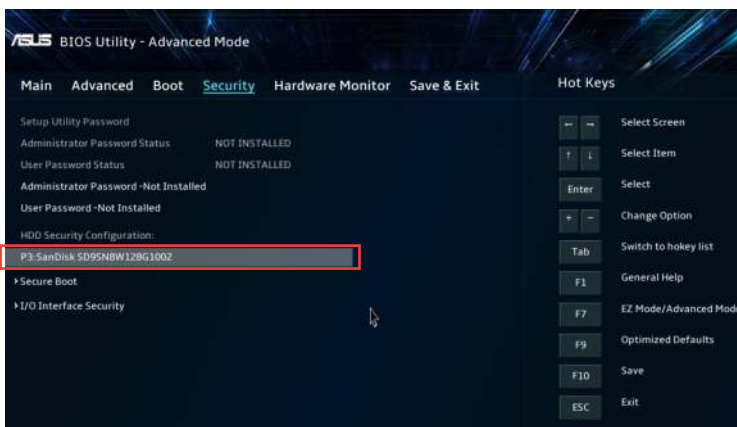 ASUS BIOS Utility - Advanced Mode
Main Advanced Boot Security Hardware Monitor Save & Exit
Setup Utility Password
Administrator Password Status NOT INSTALLED
User Password Status NOT INSTALLED
Administrator Password -Not Installed
User Password -Not Installed
HDD Security Configuration:
P3:SanDisk SD9SN8W128G1002
Secure Boot
I/O Interface Security
Hot Keys
← → Select Screen
↑ ↓ Select Item
Enter Select
+ - Change Option
Tab Switch to hokey list
F1 General Help
F7 EZ Mode/Advanced Mode
F9 Optimized Defaults
F10 Save
ESC Exit